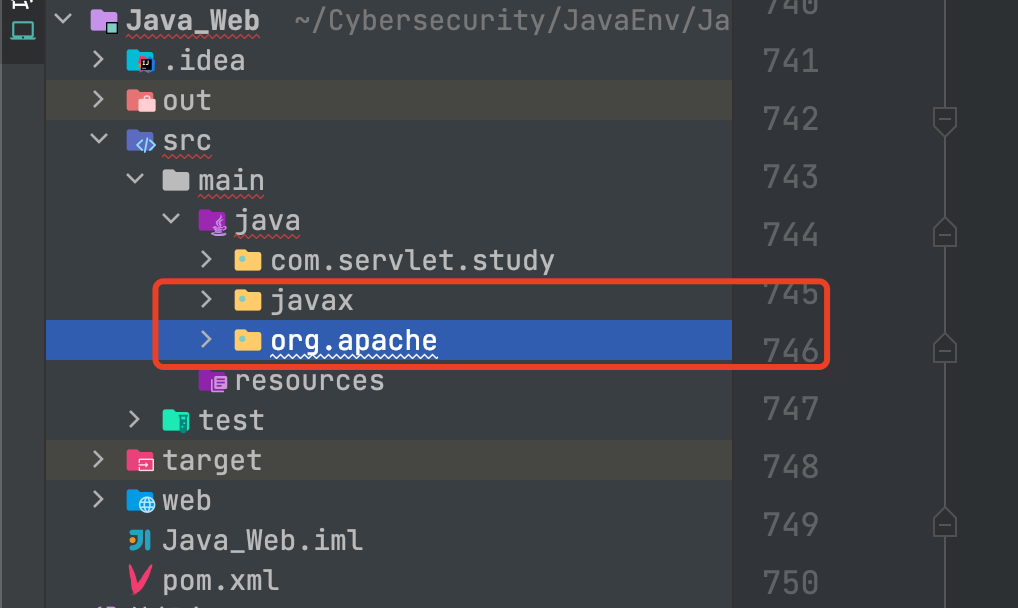 Java_Web ~/Cybersecurity/JavaEnv/Ja
.idea
out
src
main
java
com.servlet.study
javax
org.apache
resources
test
target
web
Java_Web.iml
pom.xml
740
741
742
743
744
745
746
747
748
749
750